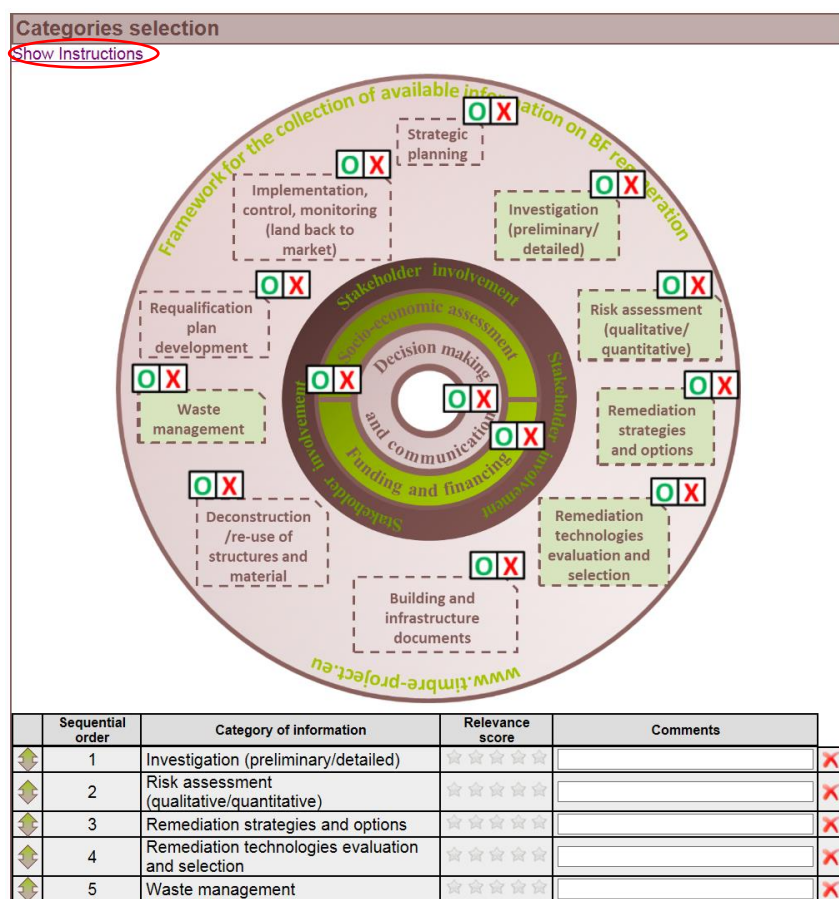 Categories selection
Show Instructions
Framework for the collection of available information on BF regeneration
O X
Strategic
planning
O X
Implementation,
control, monitoring
(land back to
market)
O X
Investigation
(preliminary/
detailed)
O X
Requalification
plan
development
O X
Risk assessment
(qualitative/
quantitative)
O X
Waste
management
O X
Remediation
strategies
and options
Stakeholder involvement
Socio-economic assessment
Decision making
and communication
Funding and financing
Stakeholder involvement
Stakeholder involvement
O X
O X
O X
O X
Deconstruction
/re-use of
structures and
material
O X
Remediation
technologies
evaluation and
selection
O X
Building and
infrastructure
documents
www.timbre-project.eu
Sequential order Category of information Relevance score Comments
1 Investigation (preliminary/detailed) X
2 Risk assessment
(qualitative/quantitative) X
3 Remediation strategies and options X
4 Remediation technologies evaluation
and selection X
5 Waste management X